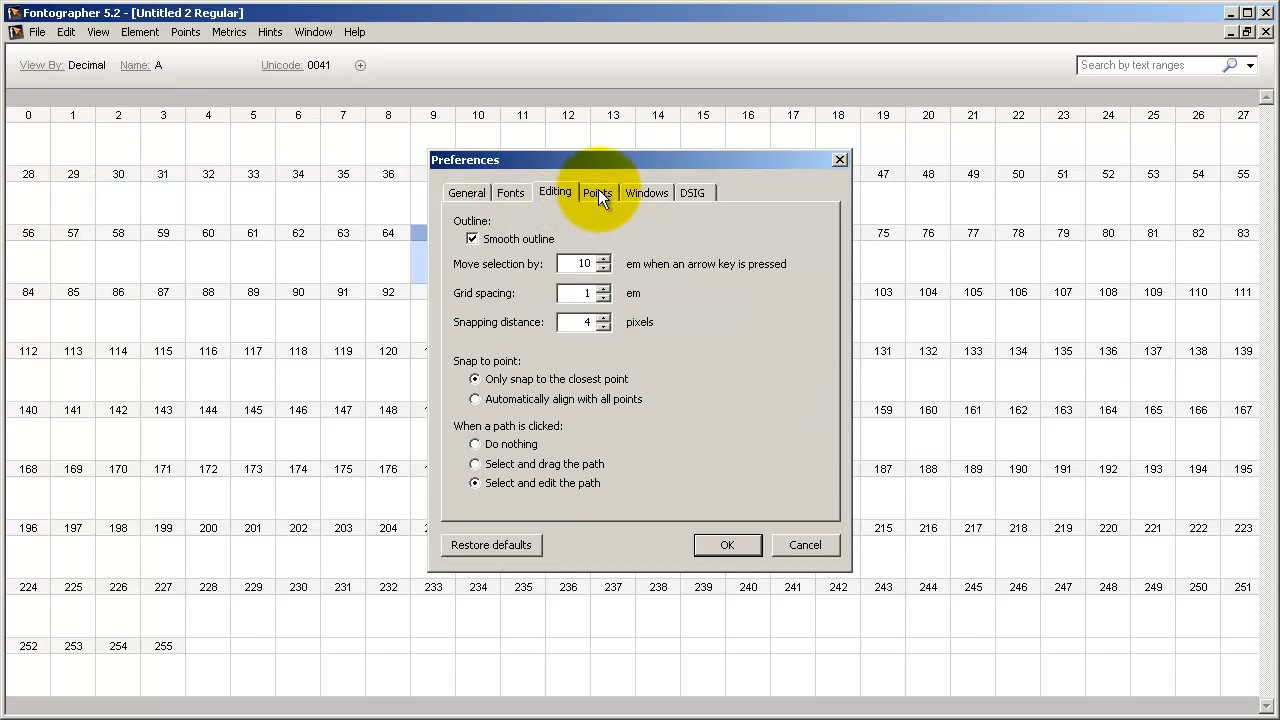 Fontographer 5.2 - [Untitled 2 Regular]
File Edit View Element Points Metrics Hints Window Help
View By: Decimal Name: A Unicode: 0041 Search by text ranges
0 1 2 3 4 5 6 7 8 9 10 11 12 13 14 15 16 17 18 19 20 21 22 23 24 25 26 27
Preferences
28 29 30 31 32 33 34 35 36 47 48 49 50 51 52 53 54 55
General Fonts Editing Points Windows DSIG
Outline:
56 57 58 59 60 61 62 63 64 75 76 77 78 79 80 81 82 83
Smooth outline
Move selection by: 10 em when an arrow key is pressed
84 85 86 87 88 89 90 91 92 103 104 105 106 107 108 109 110 111
Grid spacing: 1 em
Snapping distance: 4 pixels
112 113 114 115 116 117 118 119 120 131 132 133 134 135 136 137 138 139
Snap to point:
Only snap to the closest point
Automatically align with all points
140 141 142 143 144 145 146 147 148 159 160 161 162 163 164 165 166 167
When a path is clicked:
Do nothing
Select and drag the path
168 169 170 171 172 173 174 175 176 187 188 189 190 191 192 193 194 195
Select and edit the path
196 197 198 199 200 201 202 203 204 215 216 217 218 219 220 221 222 223
Restore defaults OK Cancel
224 225 226 227 228 229 230 231 232 233 234 235 236 237 238 239 240 241 242 243 244 245 246 247 248 249 250 251
252 253 254 255